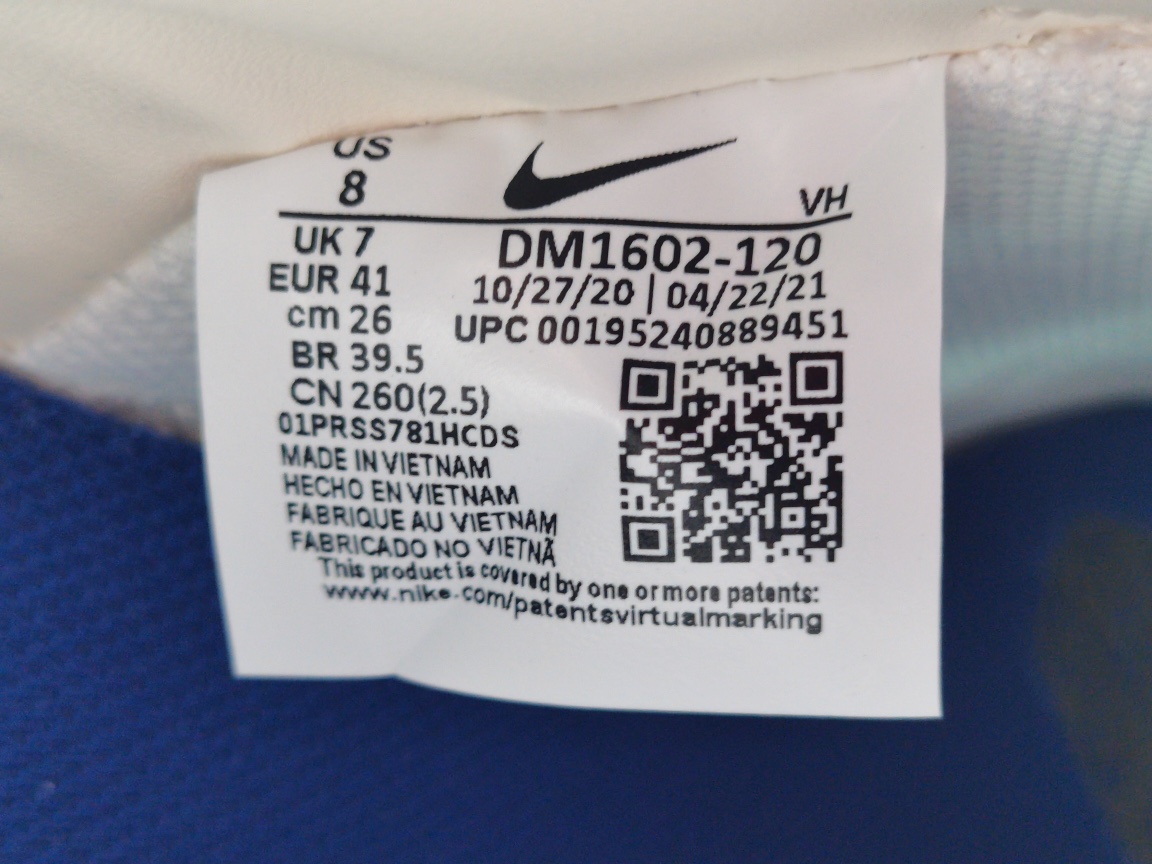 US
8
VH
UK 7
EUR 41
cm 26
BR 39.5
CN 260(2.5)
DM1602-120
10/27/20 | 04/22/21
UPC 00195240889451
01PRSS781HCDS
MADE IN VIETNAM
HECHO EN VIETNAM
FABRIQUE AU VIETNAM
FABRICADO NO VIETNÃ
This product is covered by one or more patents:
www.nike.com/patentsvirtualmarking